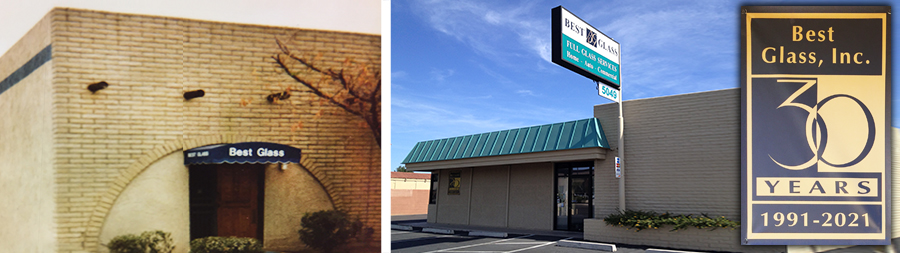 BEST GLASS
Best Glass
BEST GLASS
FULL GLASS SERVICES
Home - Auto - Commercial
5049
Best
Glass, Inc.
30
YEARS
1991-2021